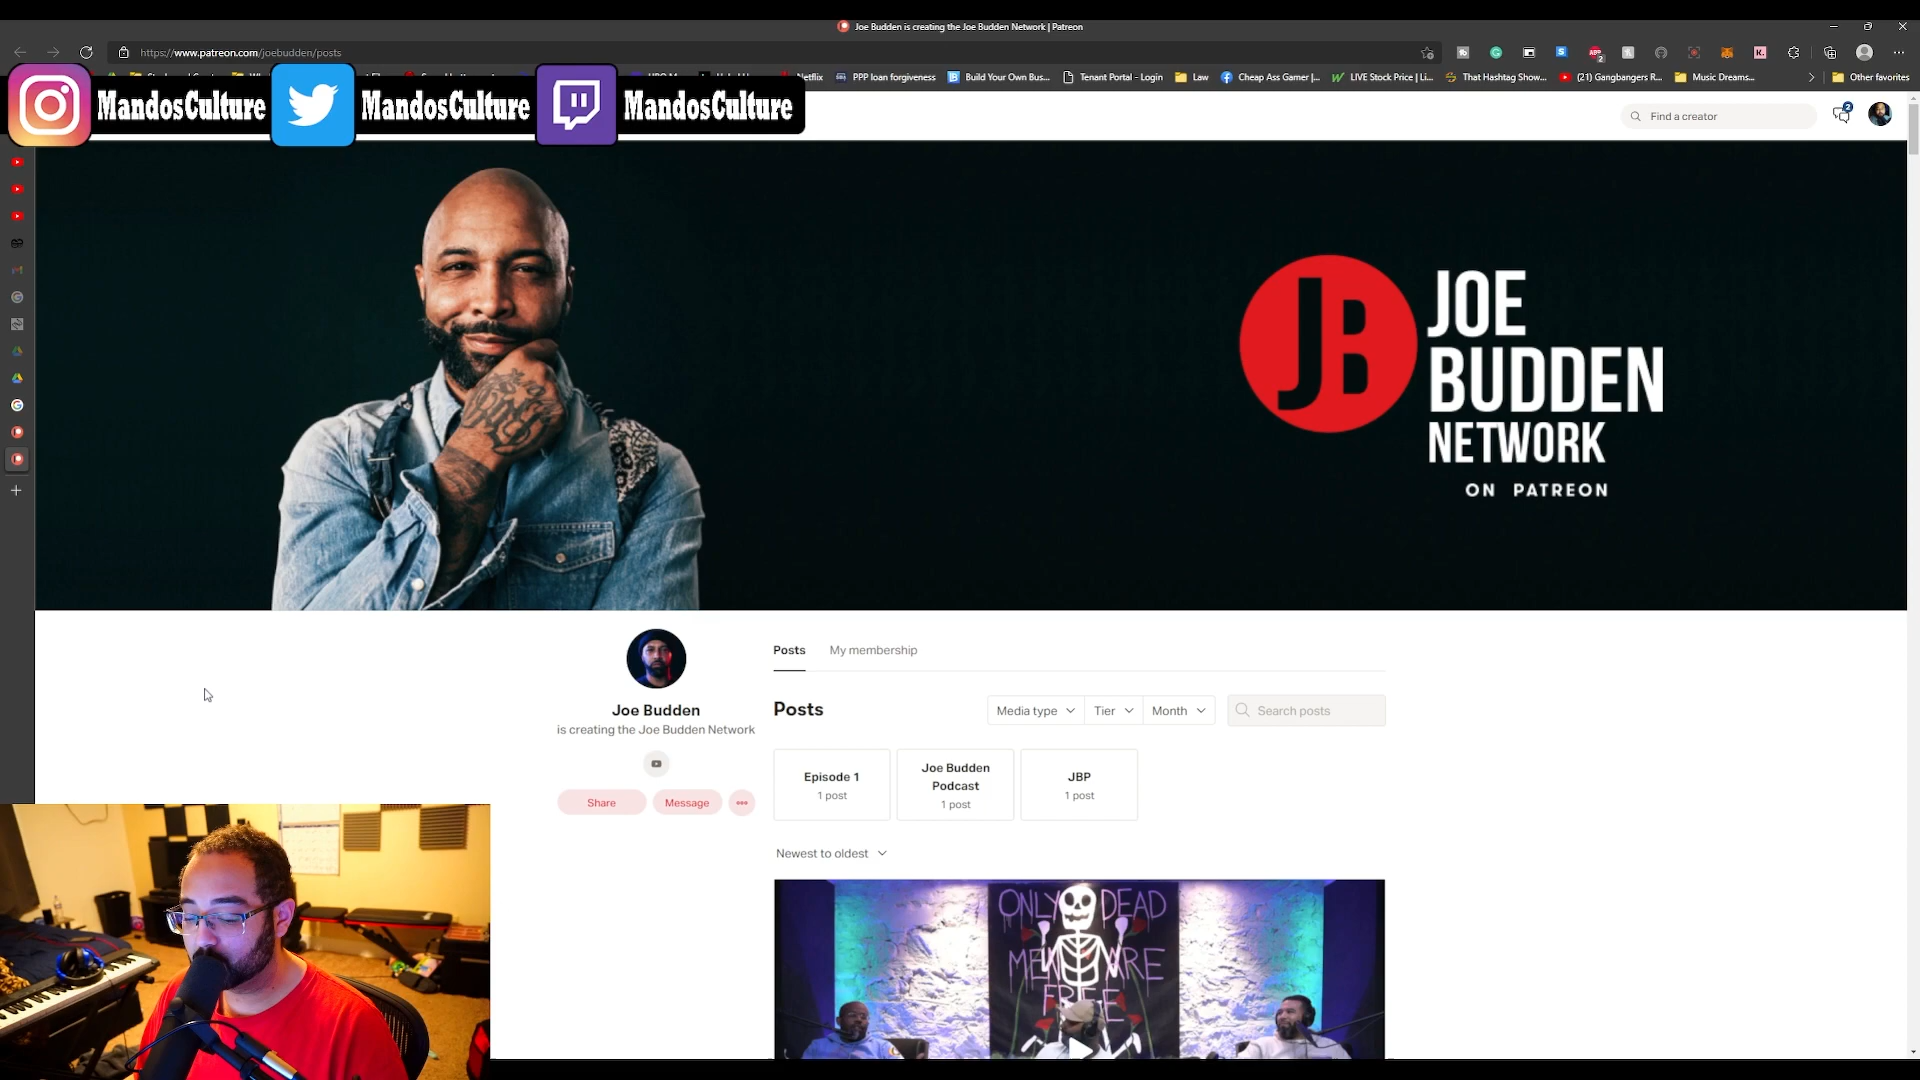 Joe Budden is creating the Joe Budden Network | Patreon
https://www.patreon.com/joebudden/posts
Netflix
PPP loan forgiveness
Build Your Own Bus...
Tenant Portal - Login
Law
Cheap Ass Gamer |...
LIVE Stock Price | Li...
That Hashtag Show...
(21) Gangbangers R...
Music Dreams...
Other favorites
MandosCulture
MandosCulture
MandosCulture
Find a creator
2
JB
JOE
BUDDEN
NETWORK
ON PATREON
Posts
My membership
Joe Budden
is creating the Joe Budden Network
Share
Message
Posts
Media type
Tier
Month
Search posts
Episode 1
1 post
Joe Budden
Podcast
1 post
JBP
1 post
Newest to oldest
ONLY DEAD
MEN ARE
FREE